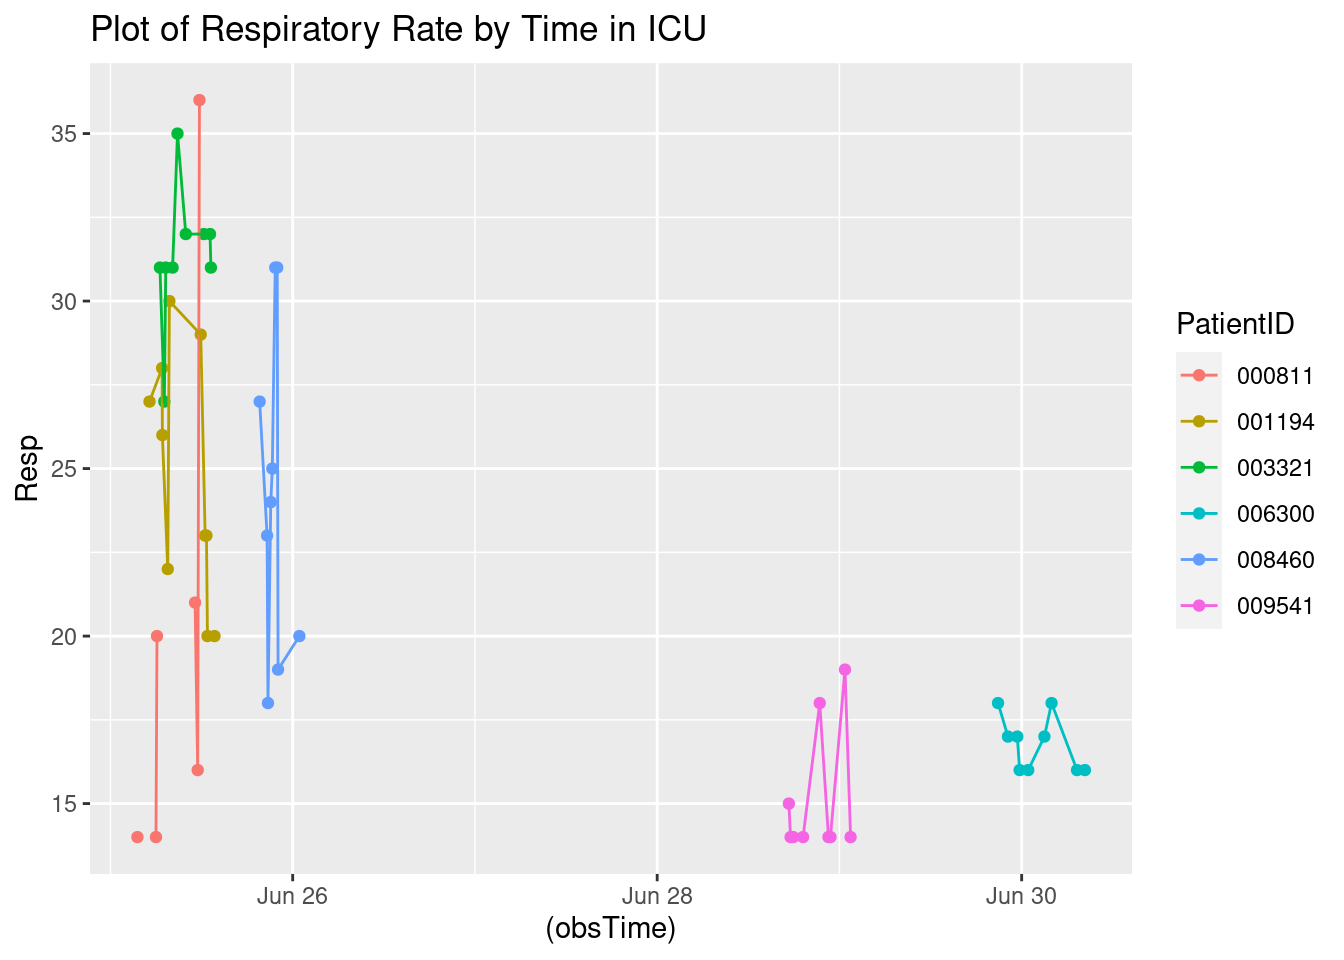 Plot of Respiratory Rate by Time in ICU
Resp
35
30
25
20
15
Jun 26
Jun 28
Jun 30
(obsTime)
PatientID
000811
001194
003321
006300
008460
009541